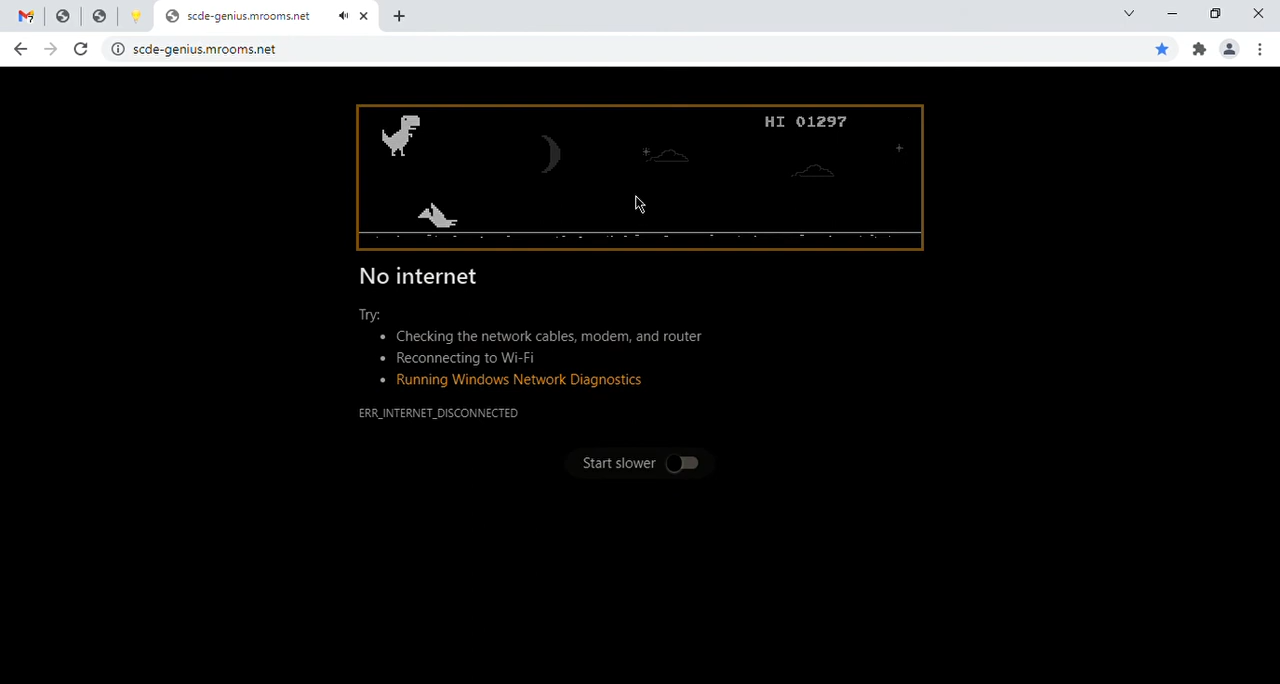 7
scde-genius.mrooms.net
scde-genius.mrooms.net
HI 01297
No internet
Try:
Checking the network cables, modem, and router
Reconnecting to Wi-Fi
Running Windows Network Diagnostics
ERR_INTERNET_DISCONNECTED
Start slower